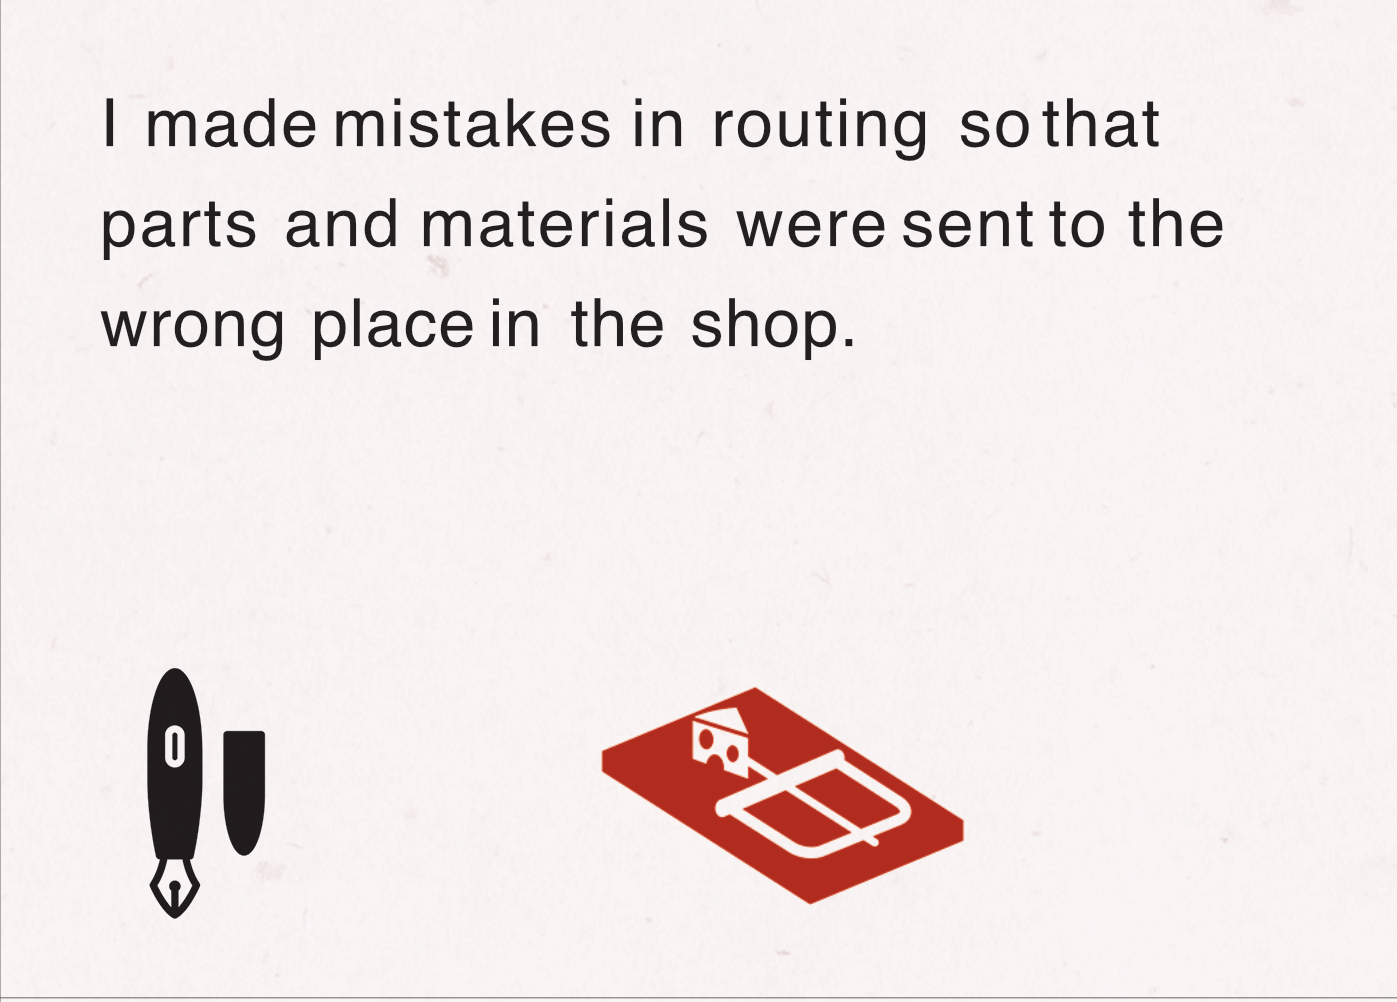 I made mistakes in routing so that
parts and materials were sent to the
wrong place in the shop.